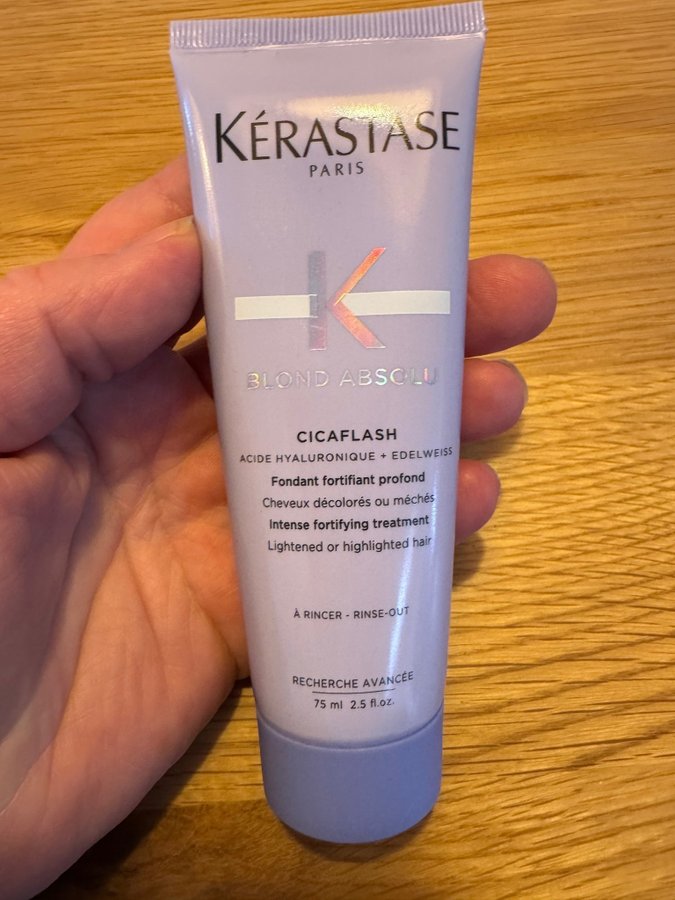 KÉRASTASE
PARIS
K
BLOND ABSOLU
CICAFLASH
ACIDE HYALURONIQUE + EDELWEISS
Fondant fortifiant profond
Cheveux décolorés ou méchés
Intense fortifying treatment
Lightened or highlighted hair
À RINCER - RINSE-OUT
RECHERCHE AVANCÉE
75 ml 2.5 fl.oz.